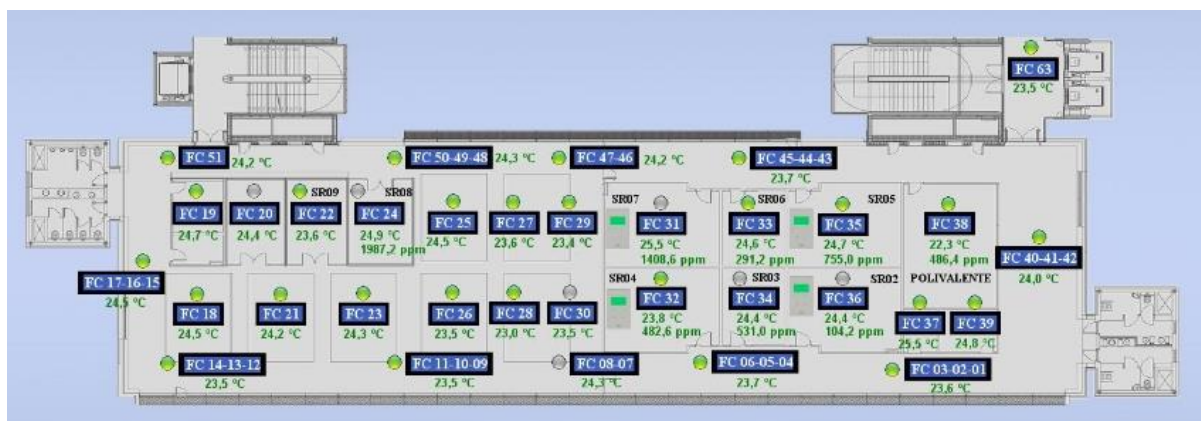 FC 63
23,5 °C
FC 51 24,2 °C
FC 50-49-48 24,3 °C
FC 47-46 24,2 °C
FC 45-44-43
23,7 °C
FC 19
24,7 °C
FC 20
24,4 °C
SR09
FC 22
23,6 °C
SR08
FC 24
24,9 °C
1987,2 ppm
FC 25
24,5 °C
FC 27
23,6 °C
FC 29
23,4 °C
SR07
FC 31
25,5 °C
1408,6 ppm
SR06
FC 33
24,6 °C
291,2 ppm
SR05
FC 35
24,7 °C
755,0 ppm
FC 38
22,3 °C
486,4 ppm
POLIVALENTE
FC 40-41-42
24,0 °C
FC 17-16-15
24,5 °C
FC 18
24,5 °C
FC 21
24,2 °C
FC 23
24,3 °C
FC 26
23,5 °C
FC 28
23,0 °C
FC 30
23,5 °C
SR04
FC 32
23,8 °C
482,6 ppm
SR03
FC 34
24,4 °C
531,0 ppm
SR02
FC 36
24,4 °C
104,2 ppm
FC 37
25,5 °C
FC 39
24,8 °C
FC 14-13-12
23,5 °C
FC 11-10-09
23,5 °C
FC 08-07
24,3 °C
FC 06-05-04
23,7 °C
FC 03-02-01
23,6 °C